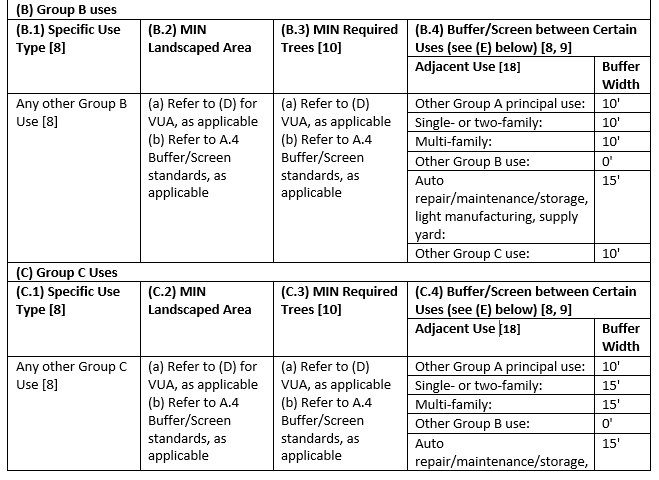 (B) Group B uses
(B.1) Specific Use
Type [8]
(B.2) MIN
Landscaped Area
(B.3) MIN Required
Trees [10]
(B.4) Buffer/Screen between Certain
Uses (see (E) below) [8, 9]
Adjacent Use [18]
Buffer
Width
Any other Group B
Use [8]
(a) Refer to (D) for
VUA, as applicable
(b) Refer to A.4
Buffer/Screen
standards, as
applicable
(a) Refer to (D)
VUA, as applicable
(b) Refer to A.4
Buffer/Screen
standards, as
applicable
Other Group A principal use: 10'
Single- or two-family: 10'
Multi-family: 10'
Other Group B use: 0'
Auto 15'
repair/maintenance/storage,
light manufacturing, supply
yard:
Other Group C use: 10'
(C) Group C Uses
(C.1) Specific Use
Type [8]
(C.2) MIN
Landscaped Area
(C.3) MIN Required
Trees [10]
(C.4) Buffer/Screen between Certain
Uses (see (E) below) [8, 9]
Adjacent Use [18]
Buffer
Width
Any other Group C
Use [8]
(a) Refer to (D) for
VUA, as applicable
(b) Refer to A.4
Buffer/Screen
standards, as
applicable
(a) Refer to (D)
VUA, as applicable
(b) Refer to A.4
Buffer/Screen
standards, as
applicable
Other Group A principal use: 10'
Single- or two-family: 15'
Multi-family: 15'
Other Group B use: 0'
Auto 15'
repair/maintenance/storage,